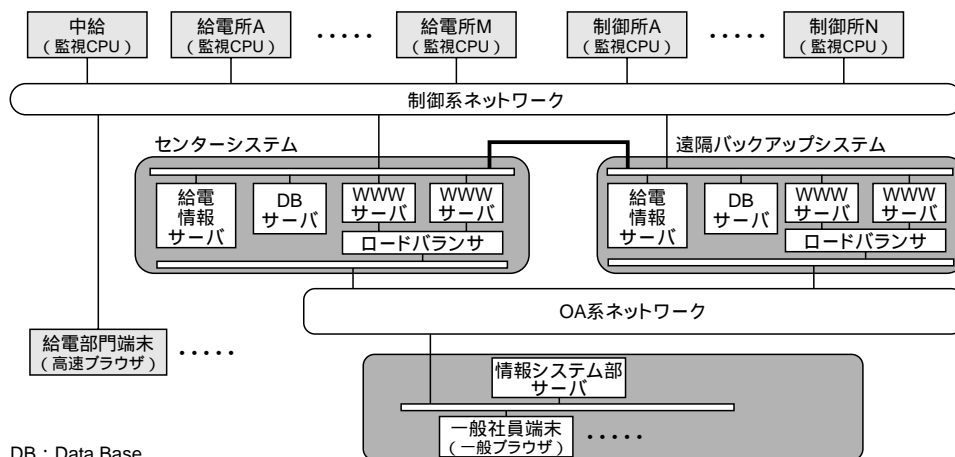 中給
(監視CPU)
給電所A
(監視CPU)
・・・・・
給電所M
(監視CPU)
制御所A
(監視CPU)
・・・・・
制御所N
(監視CPU)
制御系ネットワーク
センターシステム
遠隔バックアップシステム
給電
情報
サーバ
DB
サーバ
WWW
サーバ
WWW
サーバ
ロードバランサ
給電
情報
サーバ
DB
サーバ
WWW
サーバ
WWW
サーバ
ロードバランサ
OA系ネットワーク
給電部門端末
(高速ブラウザ)
・・・・・
情報システム部
サーバ
一般社員端末
(一般ブラウザ)
・・・・・
DB:Data Base